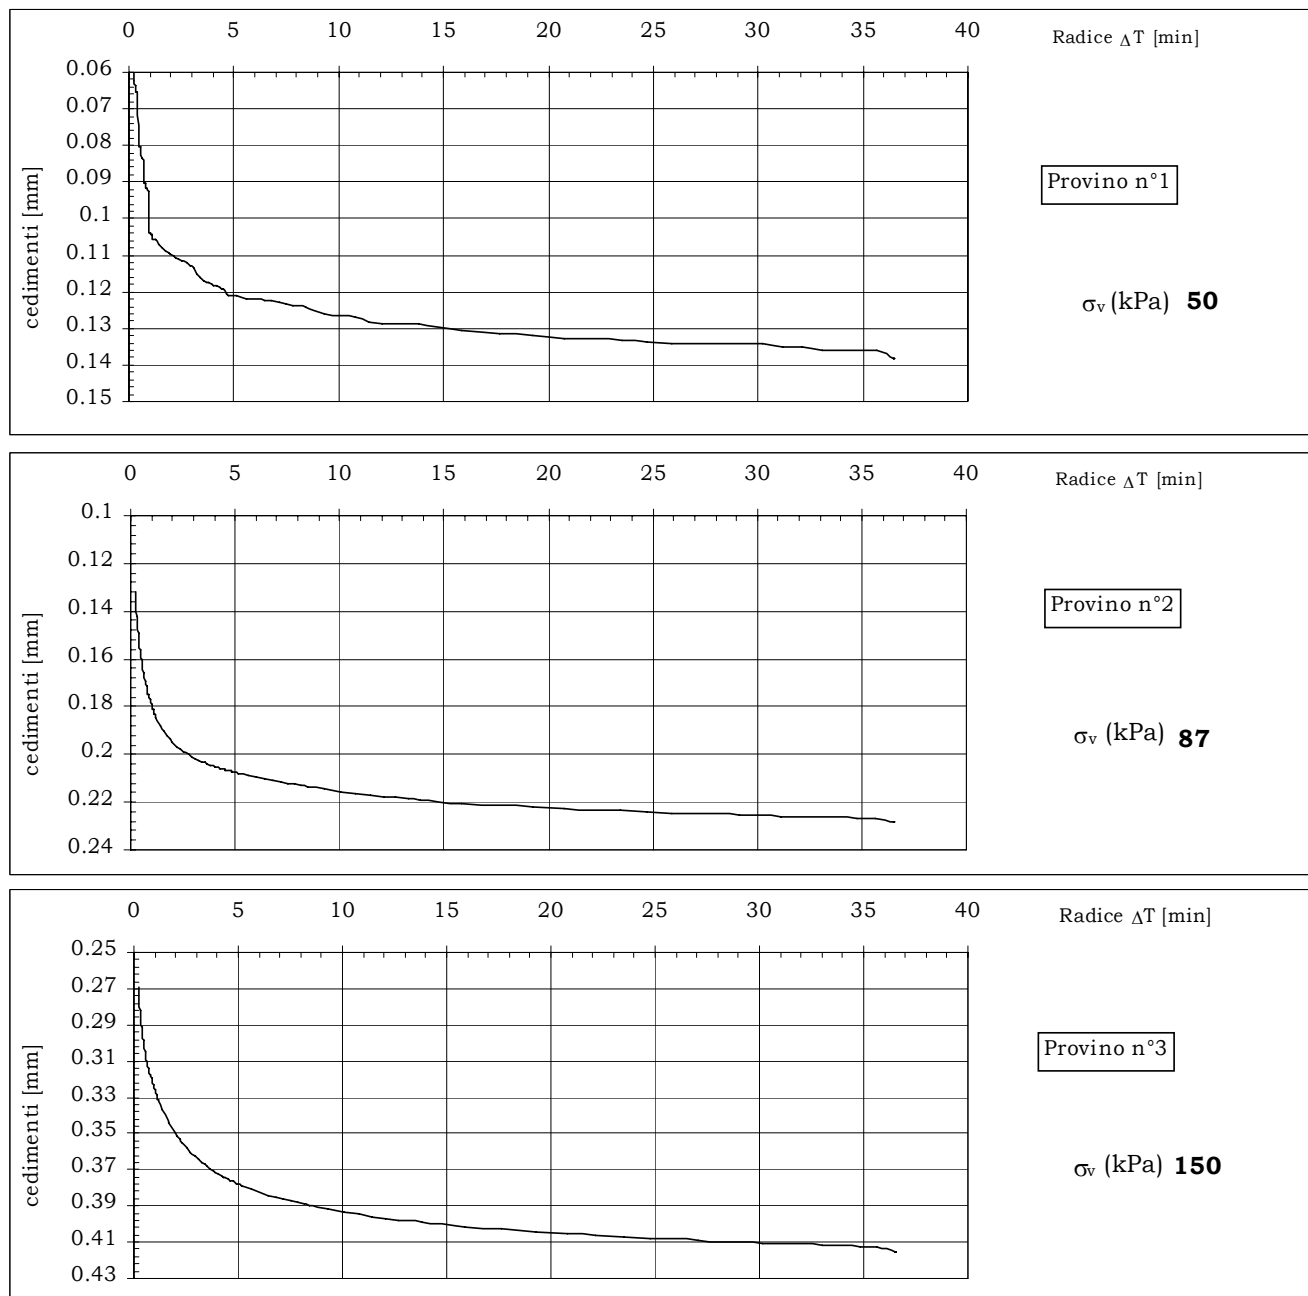 0 5 10 15 20 25 30 35 40
Radice ΔT [min]
0.06
0.07
0.08
0.09
0.1
0.11
0.12
0.13
0.14
0.15
cedimenti [mm]
Provino n°1
σv (kPa) 50
0 5 10 15 20 25 30 35 40
Radice ΔT [min]
0.1
0.12
0.14
0.16
0.18
0.2
0.22
0.24
cedimenti [mm]
Provino n°2
σv (kPa) 87
0 5 10 15 20 25 30 35 40
Radice ΔT [min]
0.25
0.27
0.29
0.31
0.33
0.35
0.37
0.39
0.41
0.43
cedimenti [mm]
Provino n°3
σv (kPa) 150